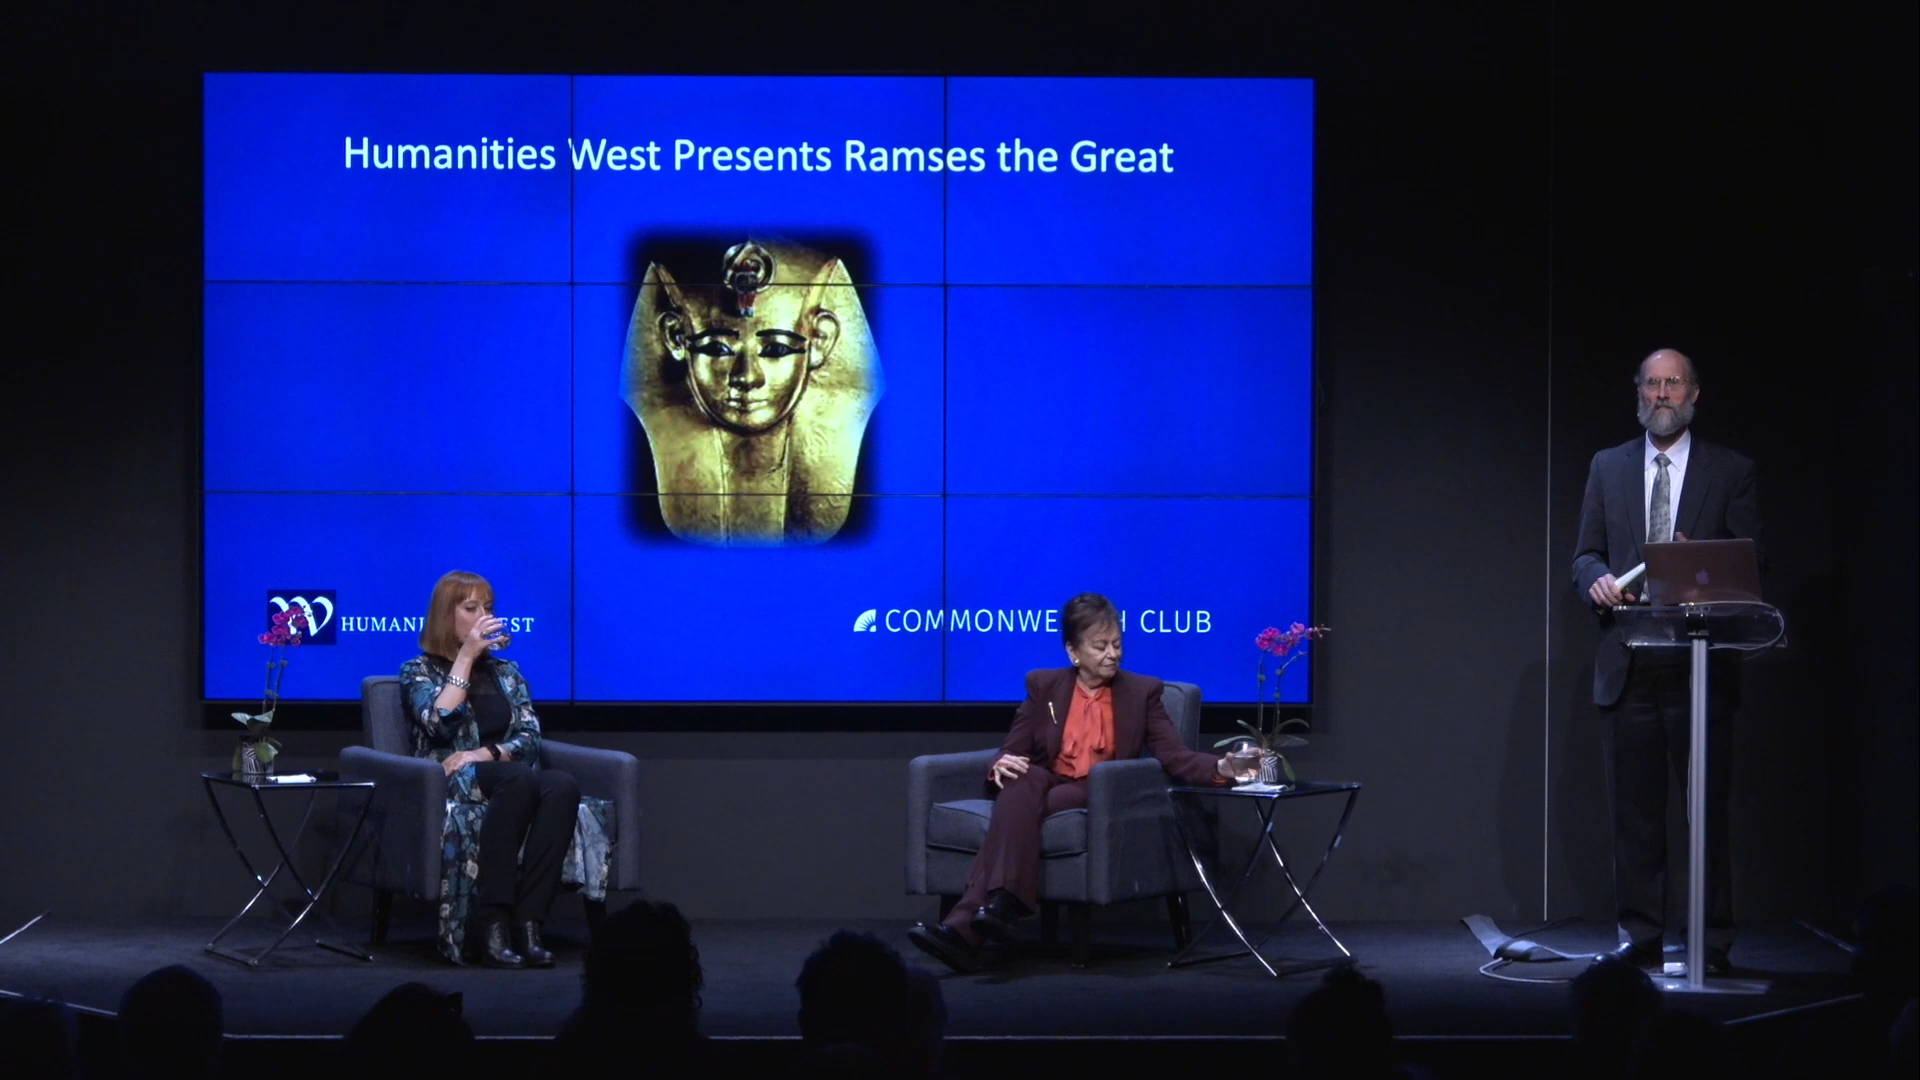 Humanities West Presents Ramses the Great
W HUMANI EST
COMMONWE H CLUB